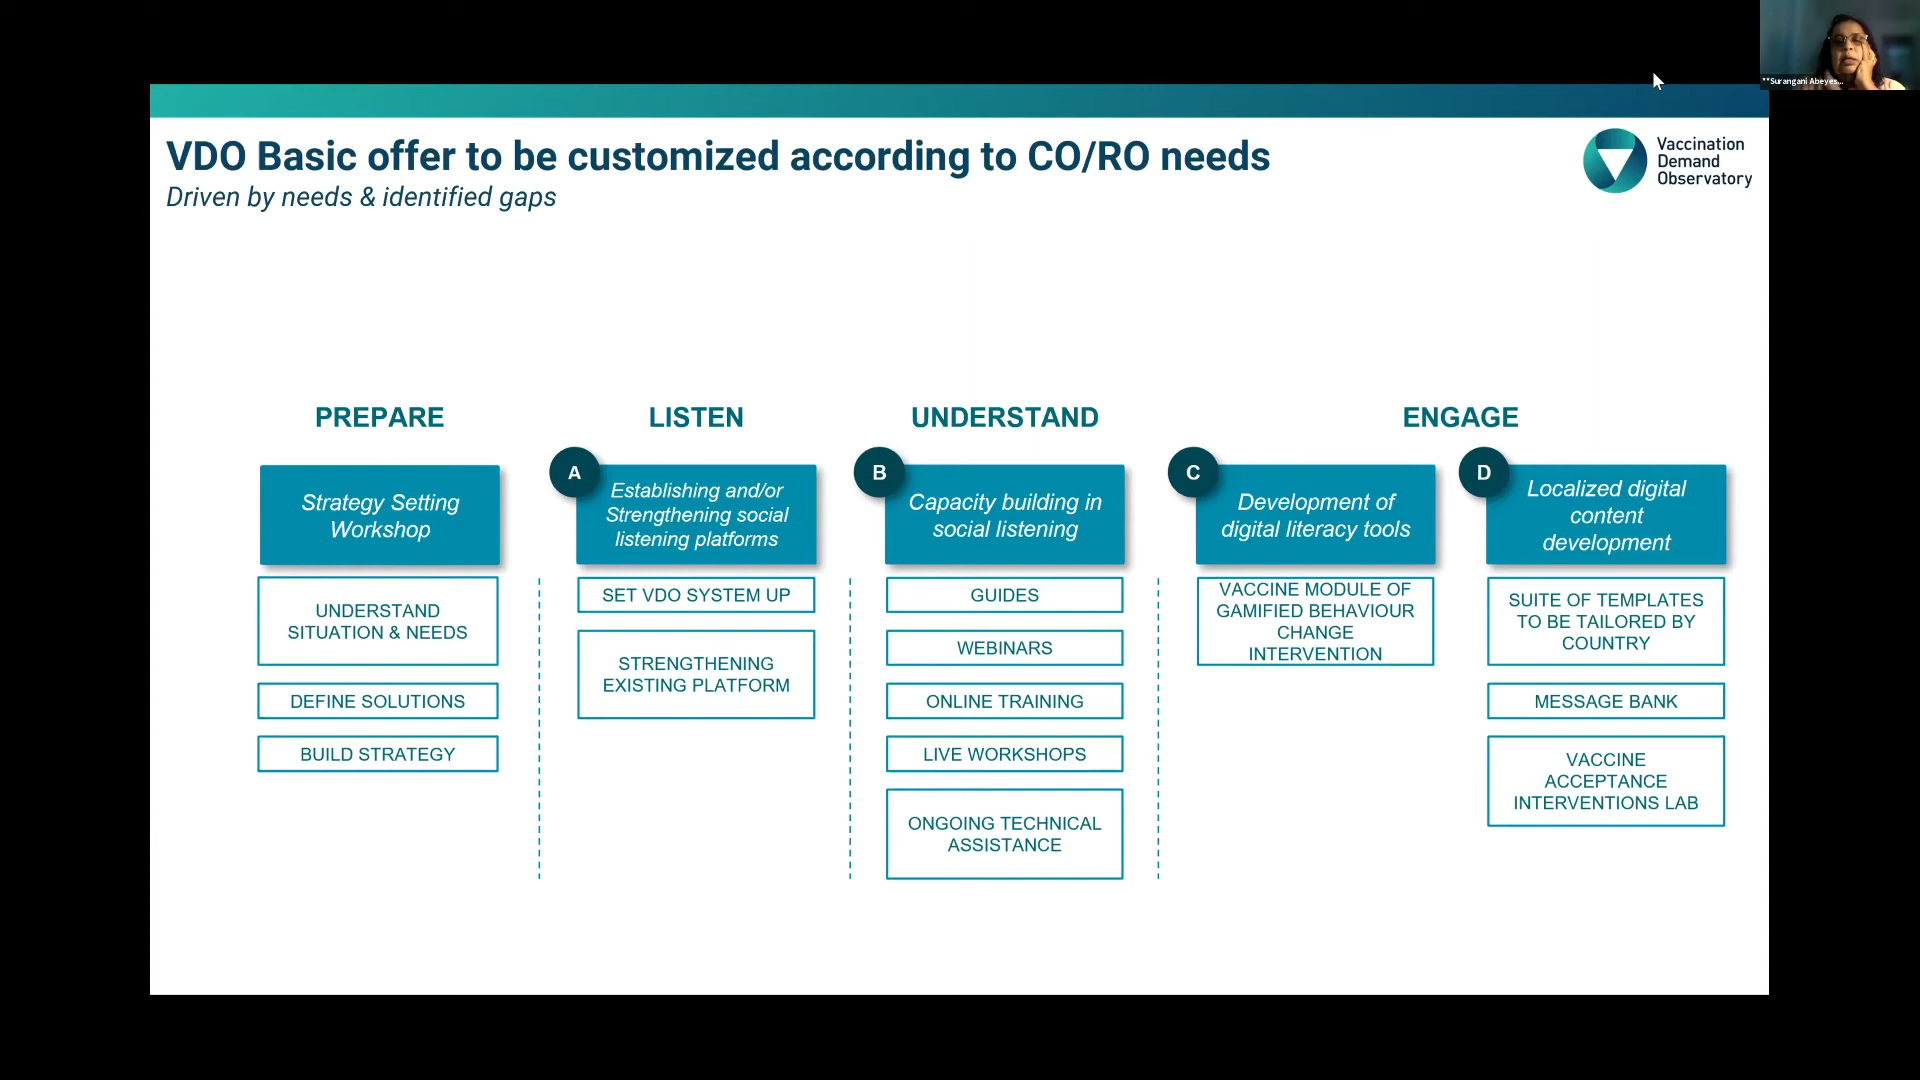 **Surangani Abeyes...
VDO Basic offer to be customized according to CO/RO needs
Driven by needs & identified gaps
Vaccination
Demand
Observatory
PREPARE
Strategy Setting
Workshop
UNDERSTAND
SITUATION & NEEDS
DEFINE SOLUTIONS
BUILD STRATEGY
LISTEN
A
Establishing and/or
Strengthening social
listening platforms
SET VDO SYSTEM UP
STRENGTHENING
EXISTING PLATFORM
UNDERSTAND
B
Capacity building in
social listening
GUIDES
WEBINARS
ONLINE TRAINING
LIVE WORKSHOPS
ONGOING TECHNICAL
ASSISTANCE
ENGAGE
C
Development of
digital literacy tools
VACCINE MODULE OF
GAMIFIED BEHAVIOUR
CHANGE
INTERVENTION
D
Localized digital
content
development
SUITE OF TEMPLATES
TO BE TAILORED BY
COUNTRY
MESSAGE BANK
VACCINE
ACCEPTANCE
INTERVENTIONS LAB